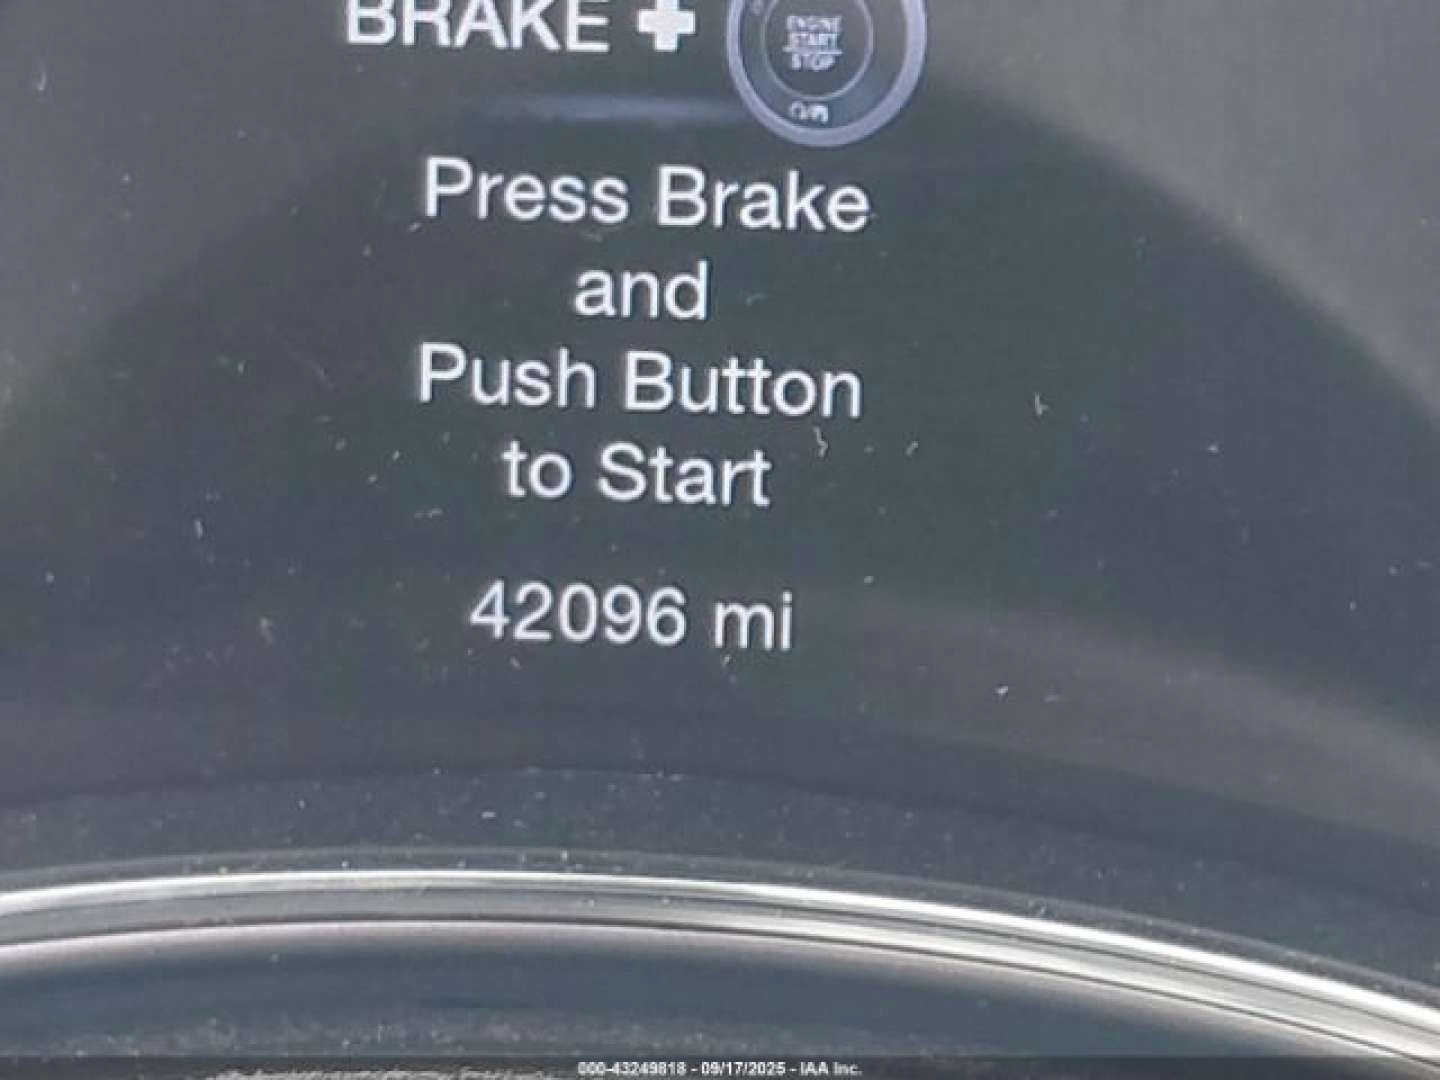 BRAKE +
ENGINE
START
STOP
Press Brake
and
Push Button
to Start
42096 mi
000-43249818 - 09/17/2025 - IAA Inc.